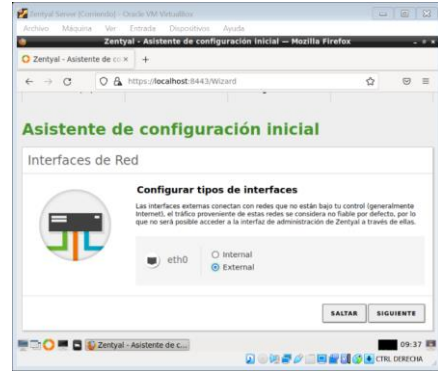 Zentyal Server [Corriendo] - Oracle VM VirtualBox
Archivo Máquina Ver Entrada Dispositivos Ayuda
Zentyal - Asistente de configuración inicial — Mozilla Firefox
Zentyal - Asistente de co
https://localhost:8443/Wizard
Asistente de configuración inicial
Interfaces de Red
Configurar tipos de interfaces
Las interfaces externas conectan con redes que no están bajo tu control (generalmente
Internet), el tráfico proveniente de estas redes se considera no fiable por defecto, por lo
que no será posible acceder a la interfaz de administración de Zentyal a través de ellas.
eth0
Internal
External
SALTAR SIGUIENTE
Zentyal - Asistente de c...
09:37
CTRL DERECHA